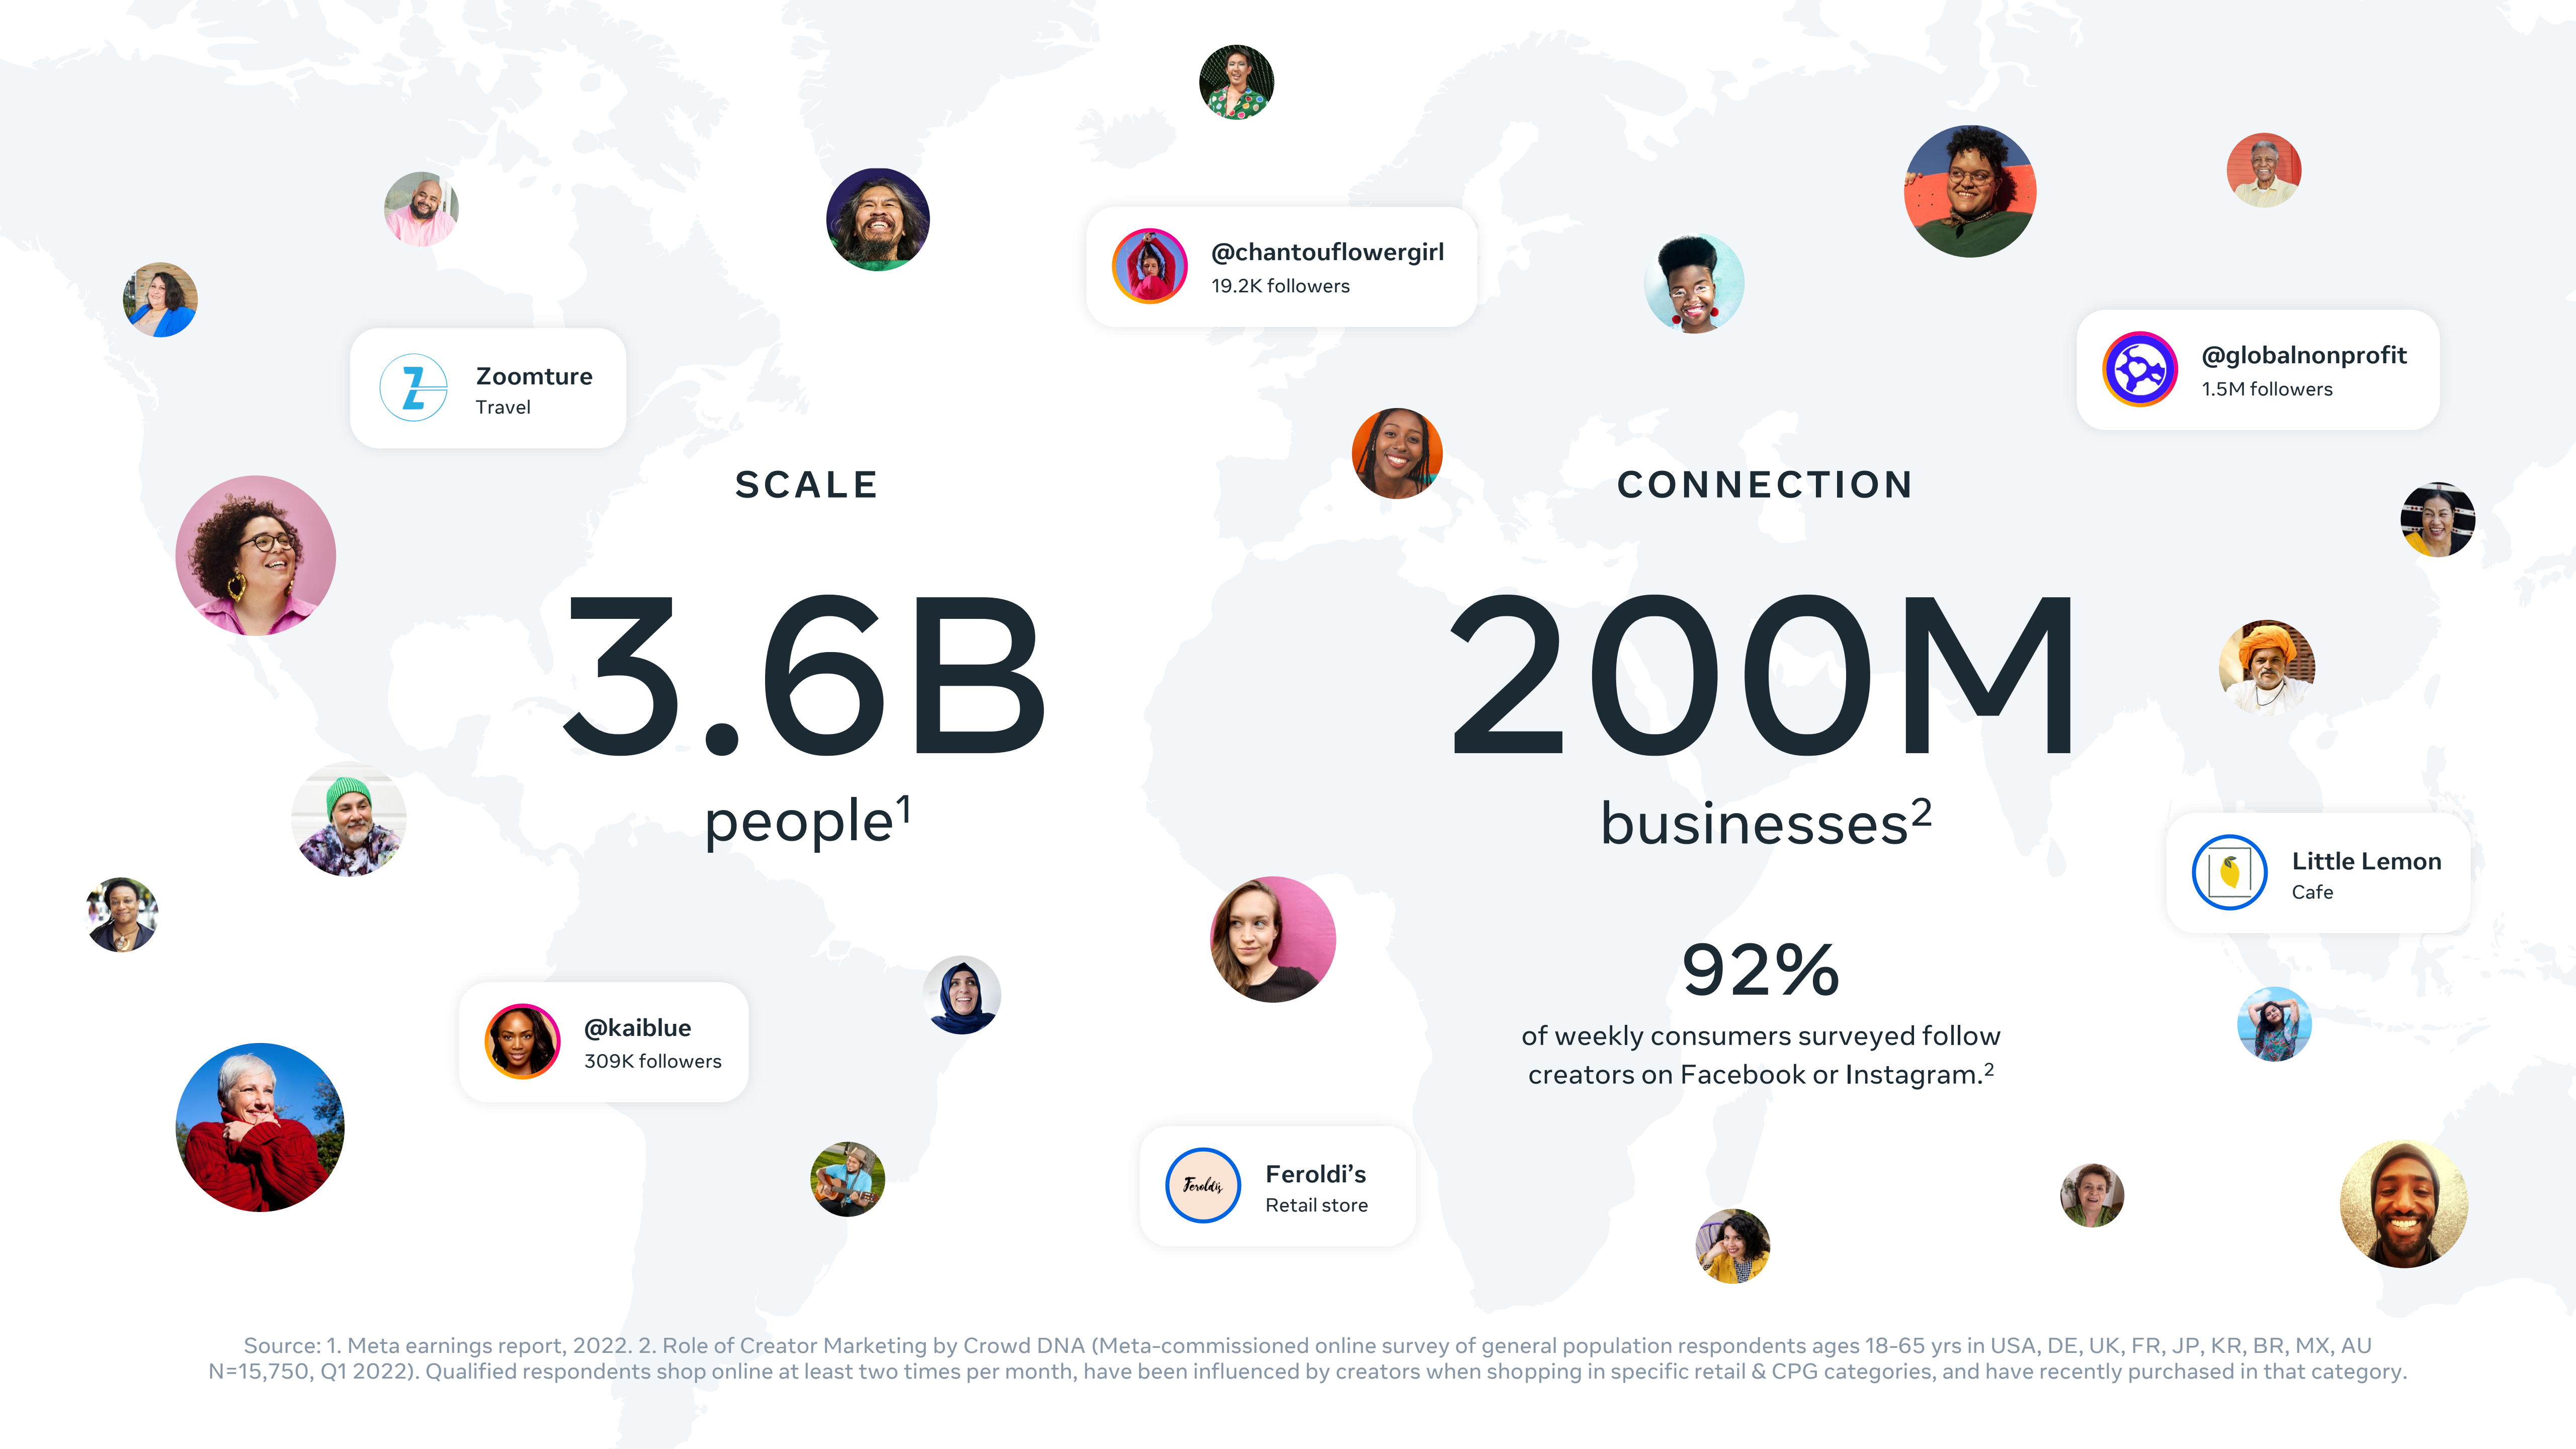 @chantouflowergirl
19.2K followers
@globalnonprofit
1.5M followers
Z
Zoomture
Travel
SCALE
3.6B
people¹
CONNECTION
200M
businesses²
92%
of weekly consumers surveyed follow
creators on Facebook or Instagram.²
Little Lemon
Cafe
@kaiblue
309K followers
Feroldis
Feroldi’s
Retail store
Source: 1. Meta earnings report, 2022. 2. Role of Creator Marketing by Crowd DNA (Meta-commissioned online survey of general population respondents ages 18-65 yrs in USA, DE, UK, FR, JP, KR, BR, MX, AU
N=15,750, Q1 2022). Qualified respondents shop online at least two times per month, have been influenced by creators when shopping in specific retail & CPG categories, and have recently purchased in that category.